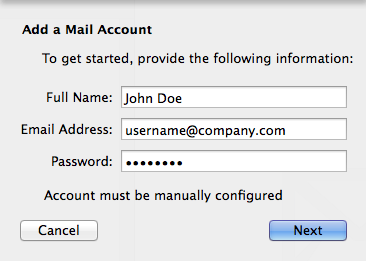 Add a Mail Account
To get started, provide the following information:
Full Name: John Doe
Email Address: username@company.com
Password: ••••••••
Account must be manually configured
Cancel Next